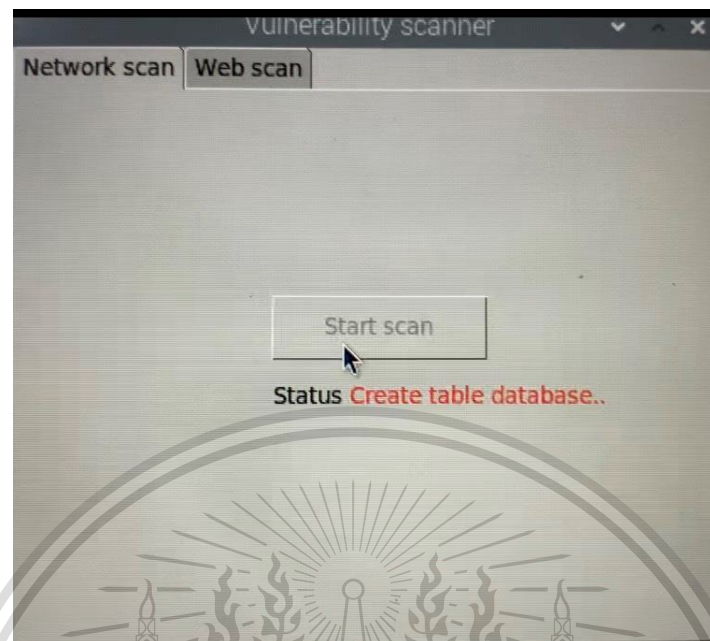 Vulnerability scanner
Network scan Web scan
Start scan
Status Create table database..